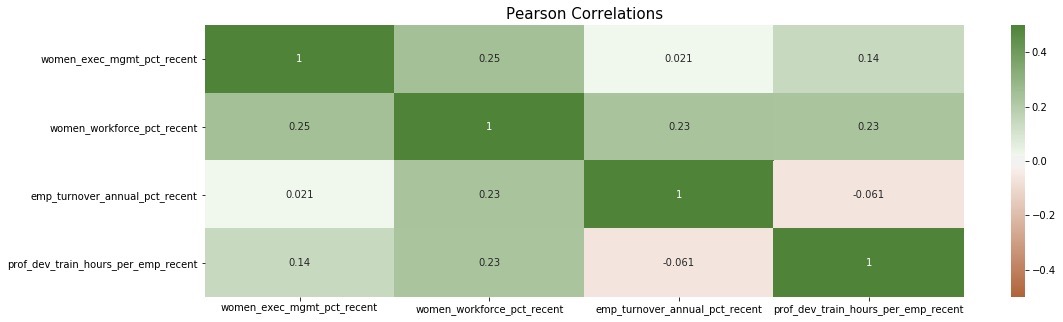 Pearson Correlations
women_exec_mgmt_pct_recent 1 0.25 0.021 0.14
women_workforce_pct_recent 0.25 1 0.23 0.23
emp_turnover_annual_pct_recent 0.021 0.23 1 -0.061
prof_dev_train_hours_per_emp_recent 0.14 0.23 -0.061 1
women_exec_mgmt_pct_recent women_workforce_pct_recent emp_turnover_annual_pct_recent prof_dev_train_hours_per_emp_recent
0.4
0.2
0.0
−0.2
−0.4